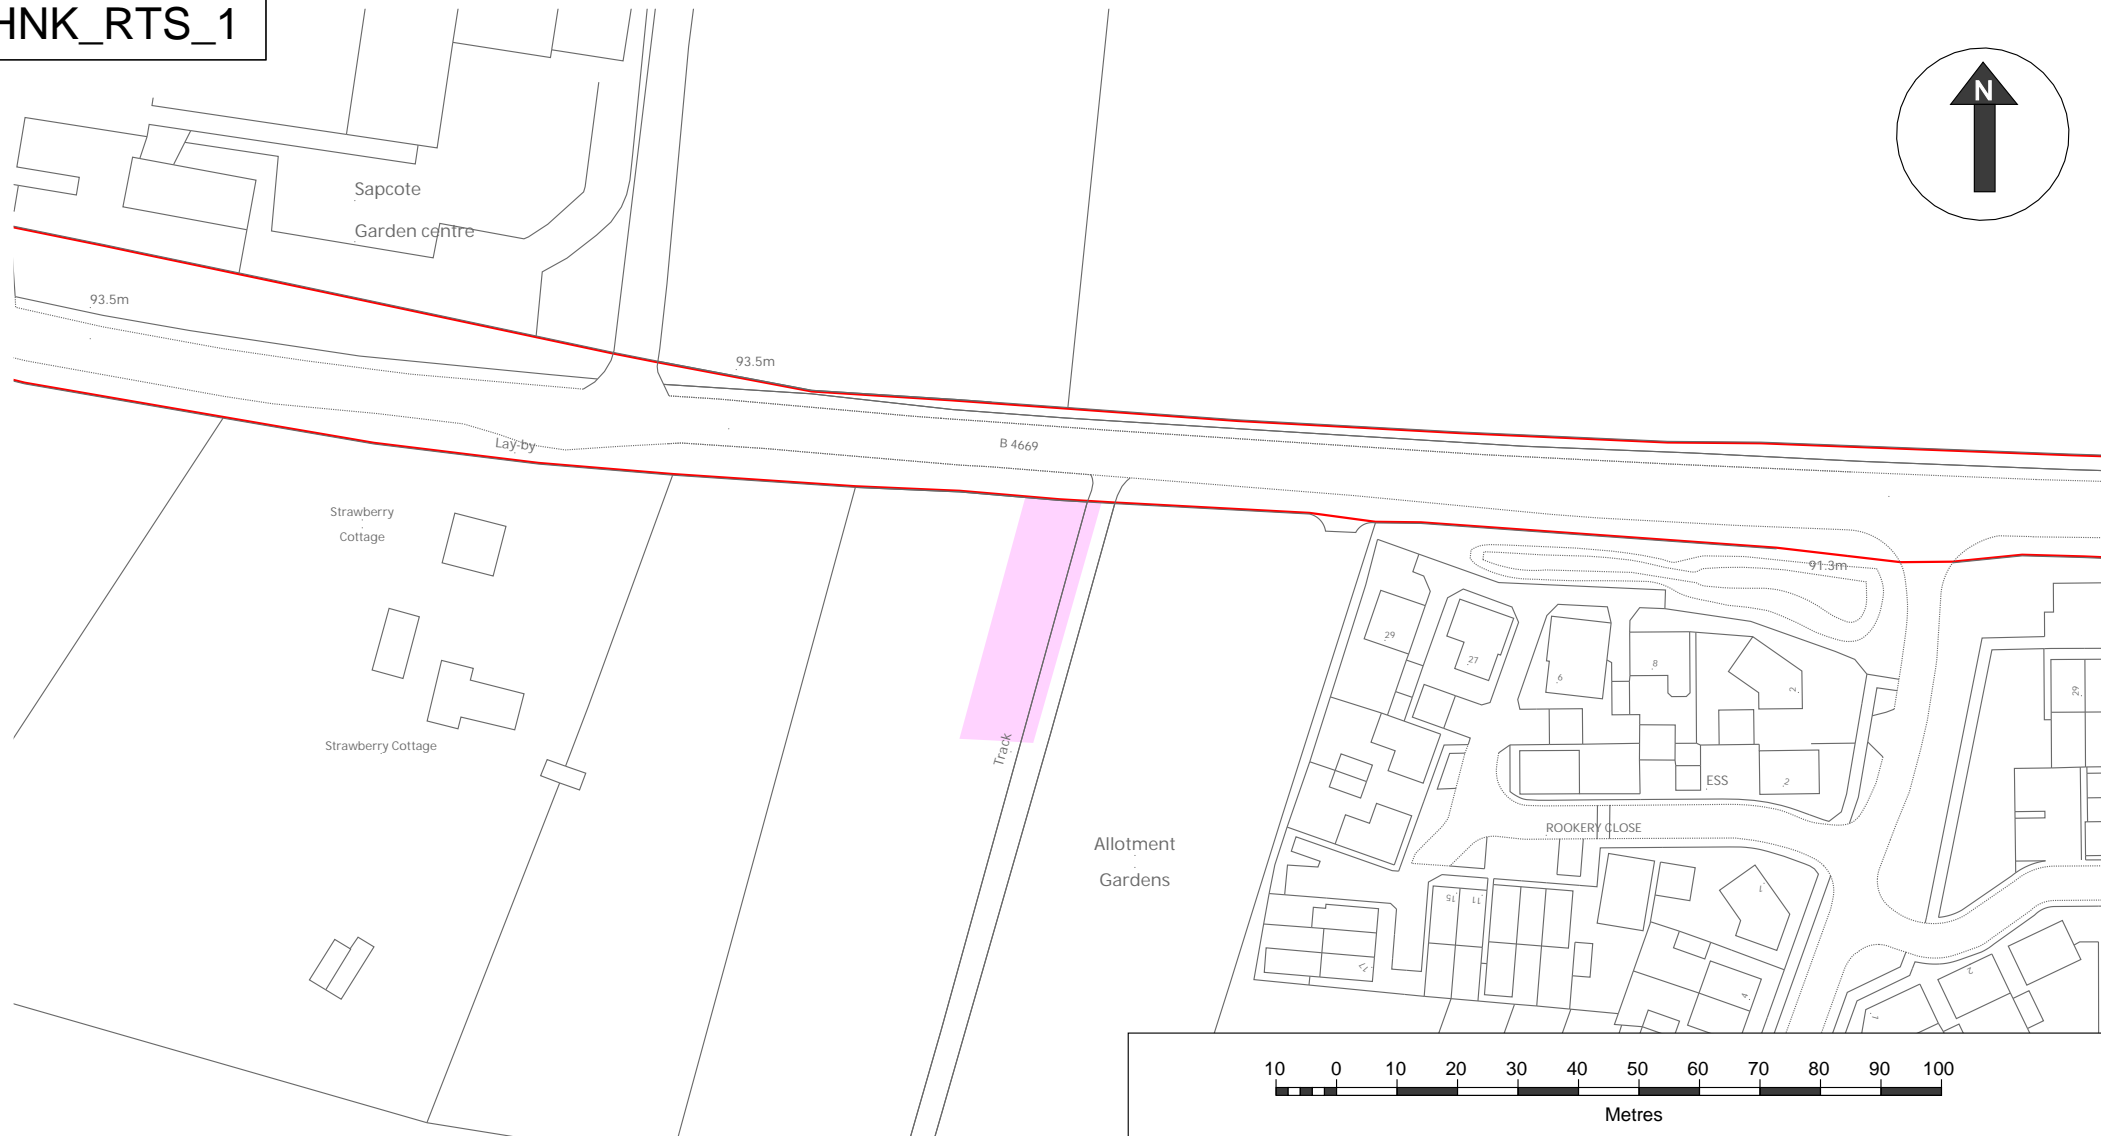 HNK_RTS_1
N
Sapcote
Garden centre
93.5m
93.5m
Lay-by
B 4669
Strawberry
Cottage
91.3m
29
27
6
8
2
29
Strawberry Cottage
Track
ESS
2
ROOKERY CLOSE
Allotment
Gardens
15
11
1
17
4
2
1
10 0 10 20 30 40 50 60 70 80 90 100
Metres